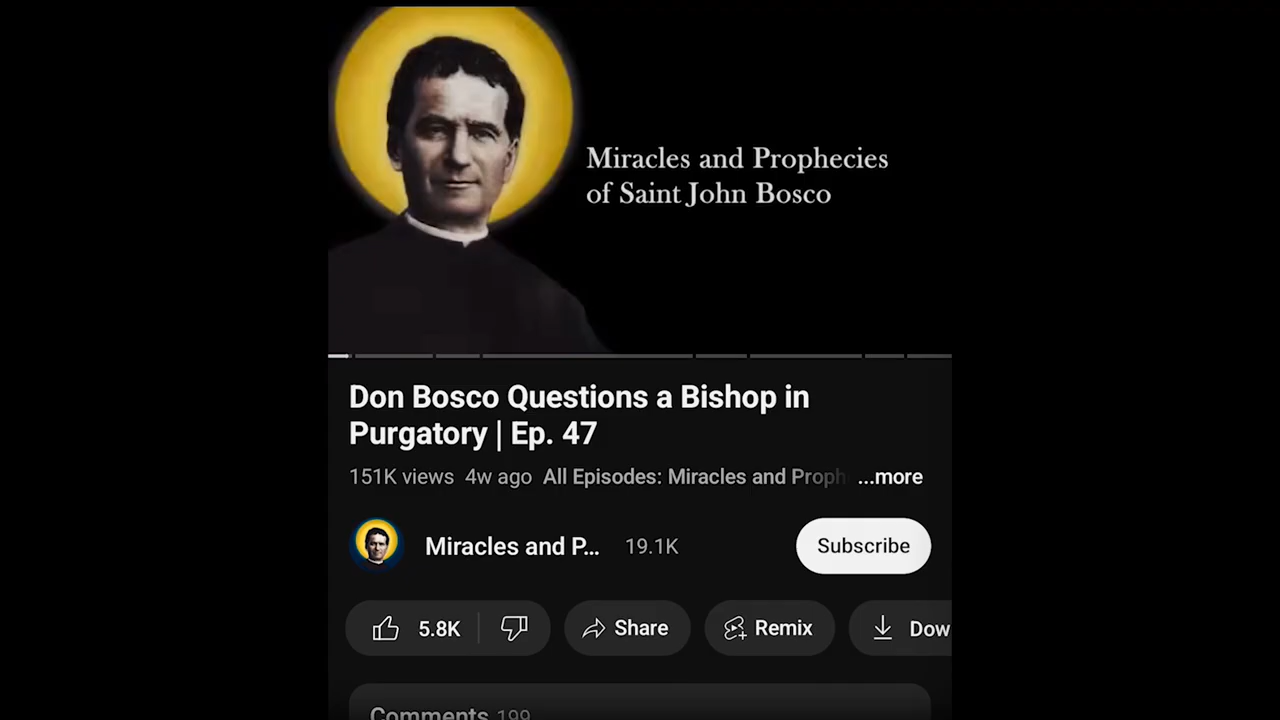 Miracles and Prophecies
of Saint John Bosco
Don Bosco Questions a Bishop in
Purgatory | Ep. 47
151K views 4w ago All Episodes: Miracles and Proph ...more
Miracles and P... 19.1K Subscribe
5.8K Share Remix Dow
Comments 199